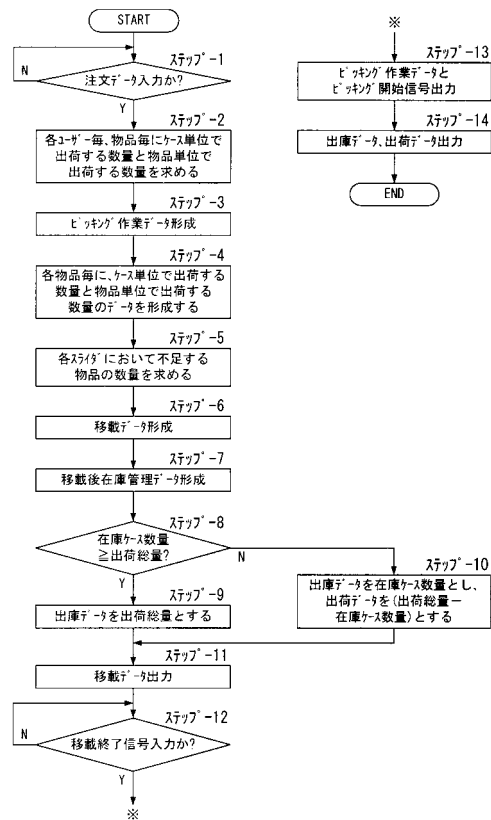 START
ステップ-1
注文データ入力か?
N
Y
ステップ-2
各ユーザー毎、物品毎にケース単位で
出荷する数量と物品単位で
出荷する数量を求める
ステップ-3
ピッキング作業データ形成
ステップ-4
各物品毎に、ケース単位で出荷する
数量と物品単位で出荷する
数量のデータを形成する
ステップ-5
各スライダにおいて不足する
物品の数量を求める
ステップ-6
移載データ形成
ステップ-7
移載後在庫管理データ形成
ステップ-8
在庫ケース数量
≧出荷総量?
N
Y
ステップ-9
出庫データを出荷総量とする
ステップ-10
出庫データを在庫ケース数量とし、
出荷データを(出荷総量ー
在庫ケース数量)とする
ステップ-11
移載データ出力
ステップ-12
移載終了信号入力か?
N
Y
※
※
ステップ-13
ピッキング作業データと
ピッキング開始信号出力
ステップ-14
出庫データ、出荷データ出力
END